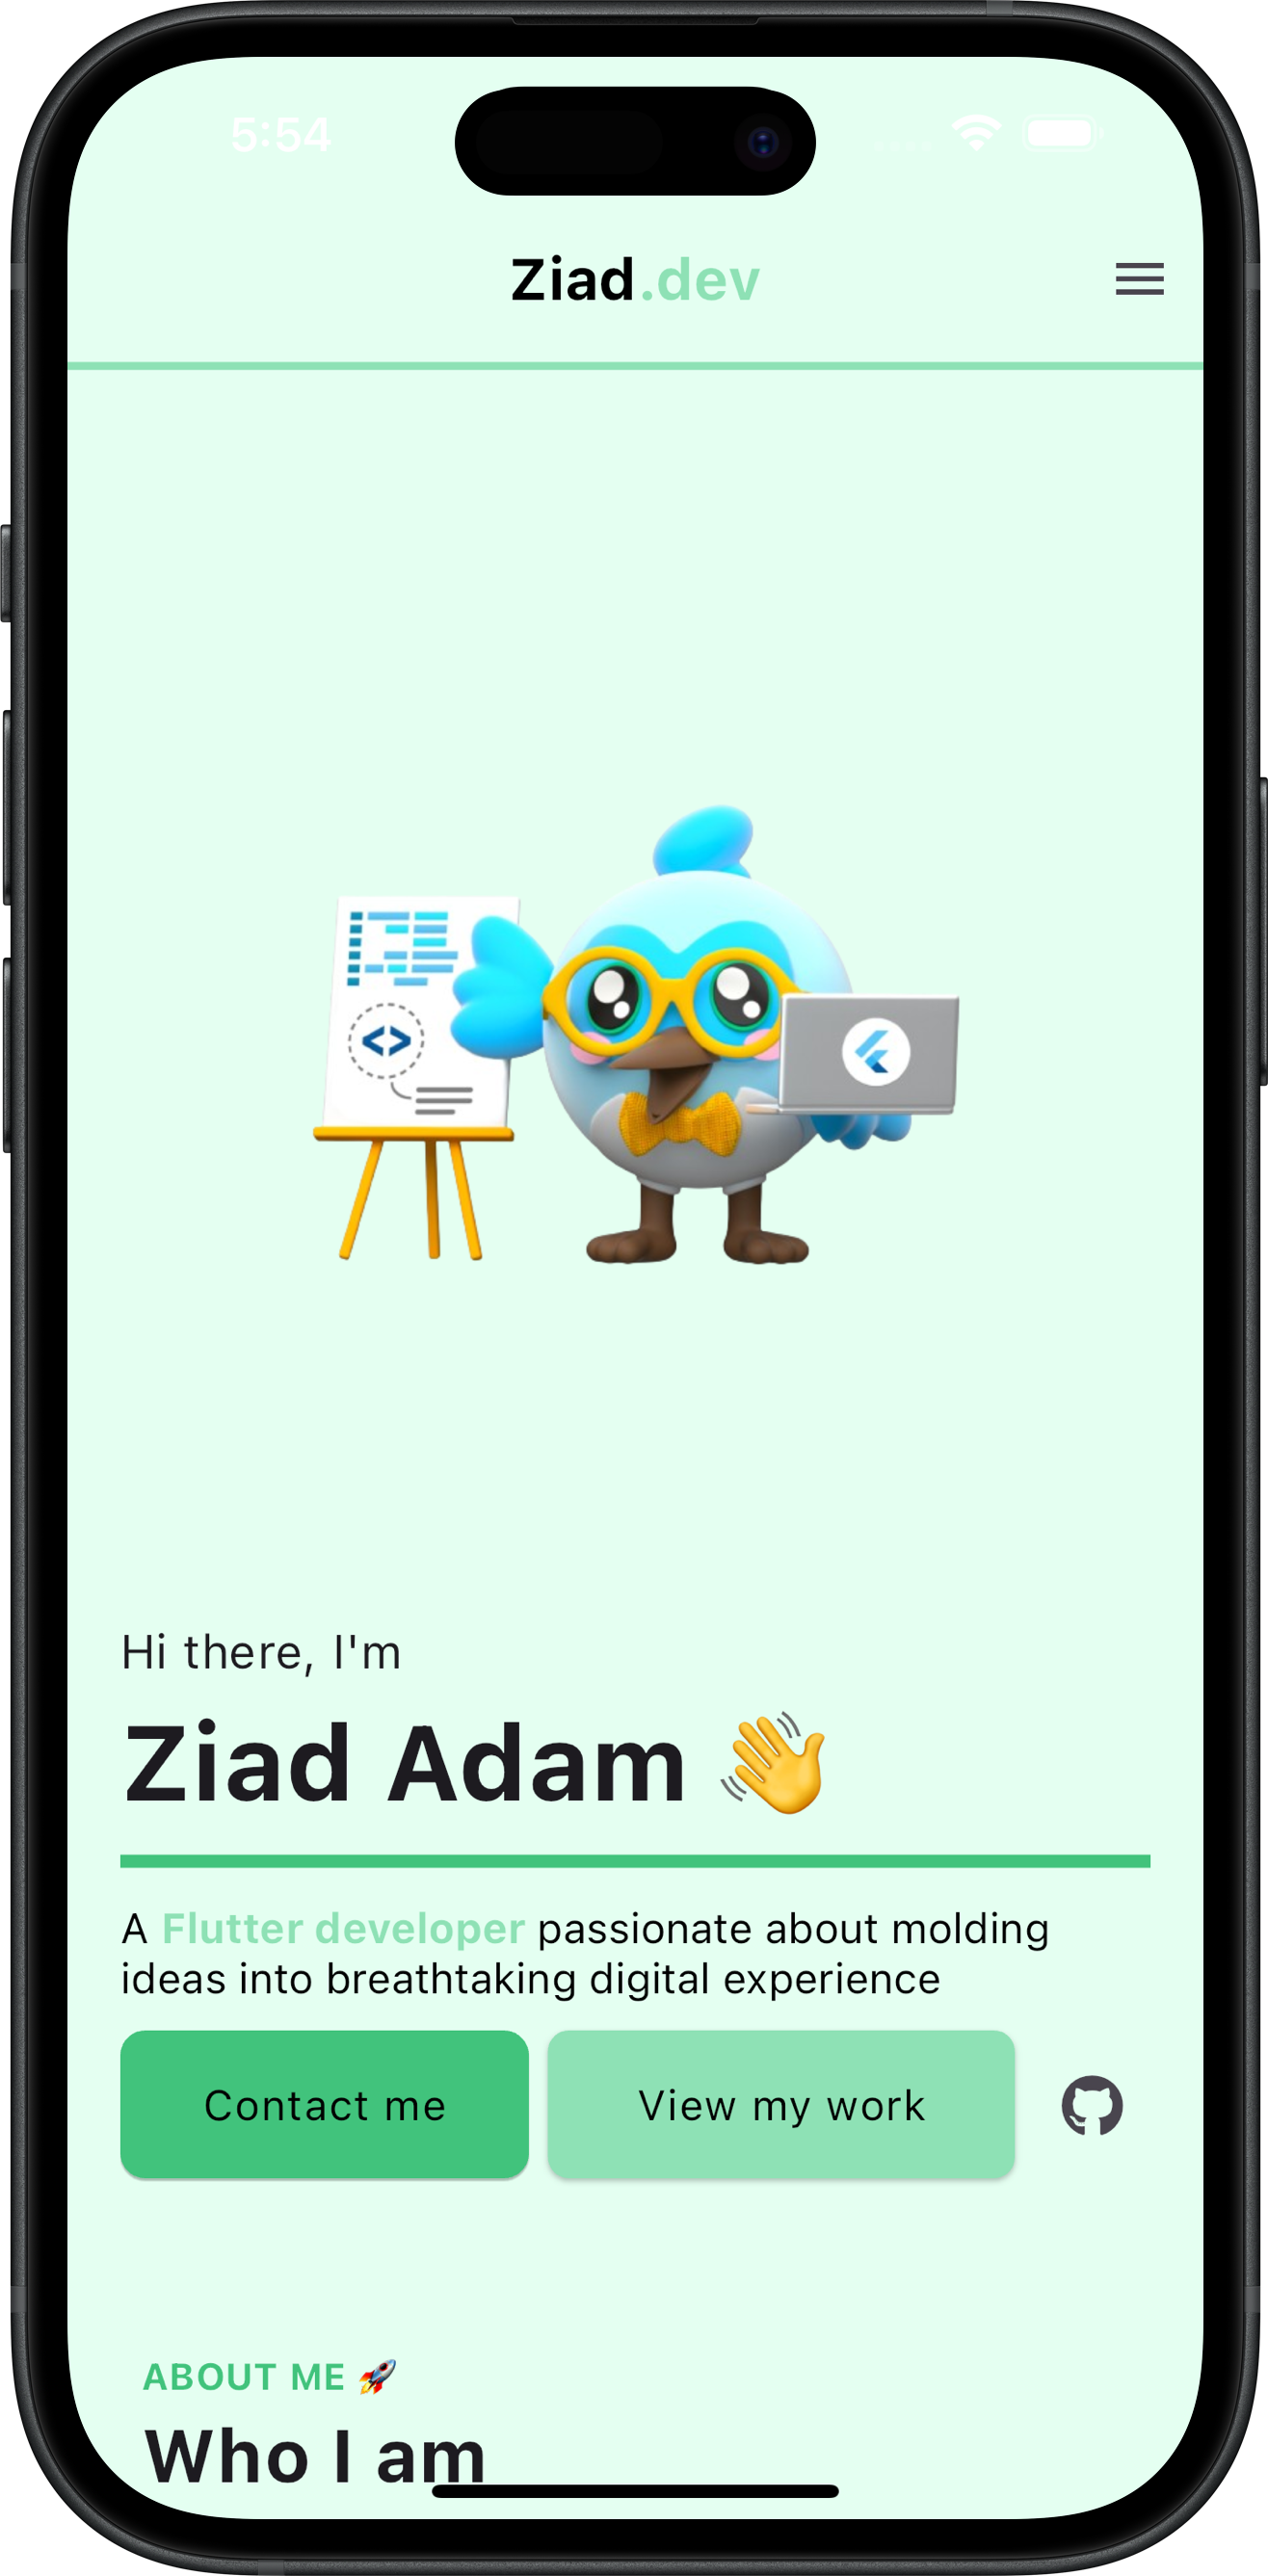 5:54
Ziad.dev
<>
Hi there, I'm
Ziad Adam 👋
A Flutter developer passionate about molding
ideas into breathtaking digital experience
Contact me
View my work
ABOUT ME 🚀
Who I am